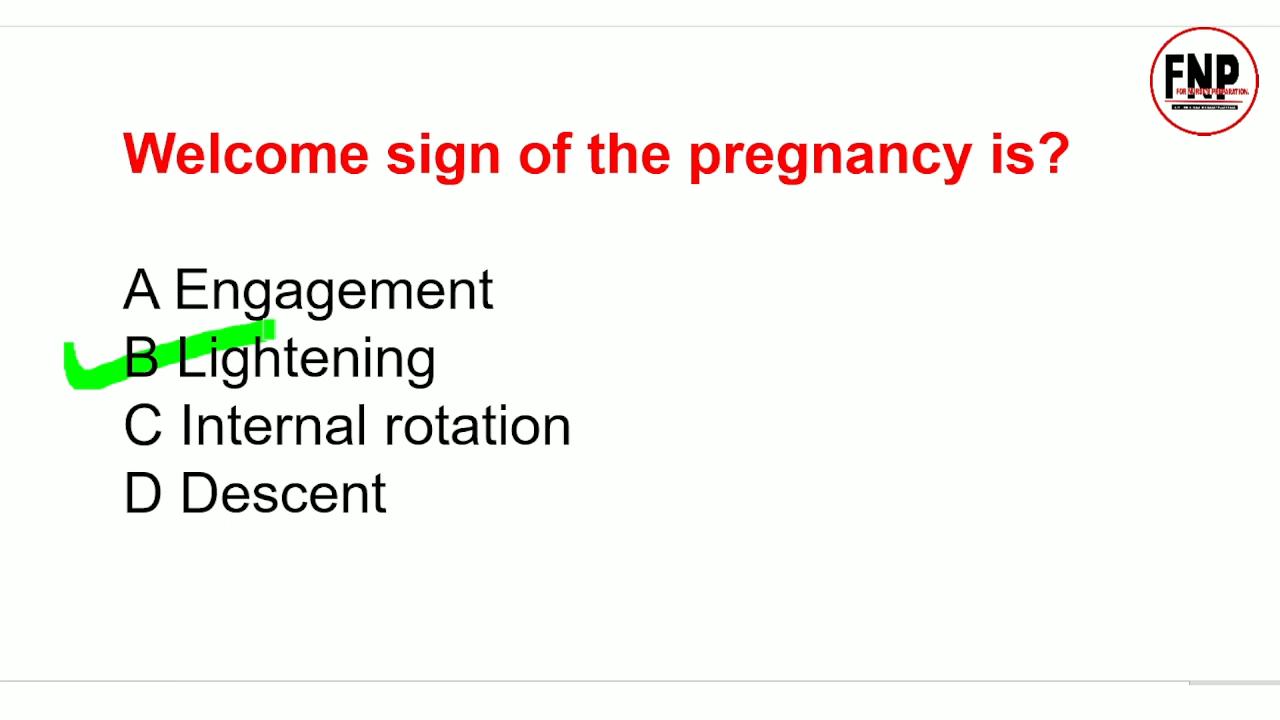 FNP
Welcome sign of the pregnancy is?
A Engagement
B Lightening
C Internal rotation
D Descent